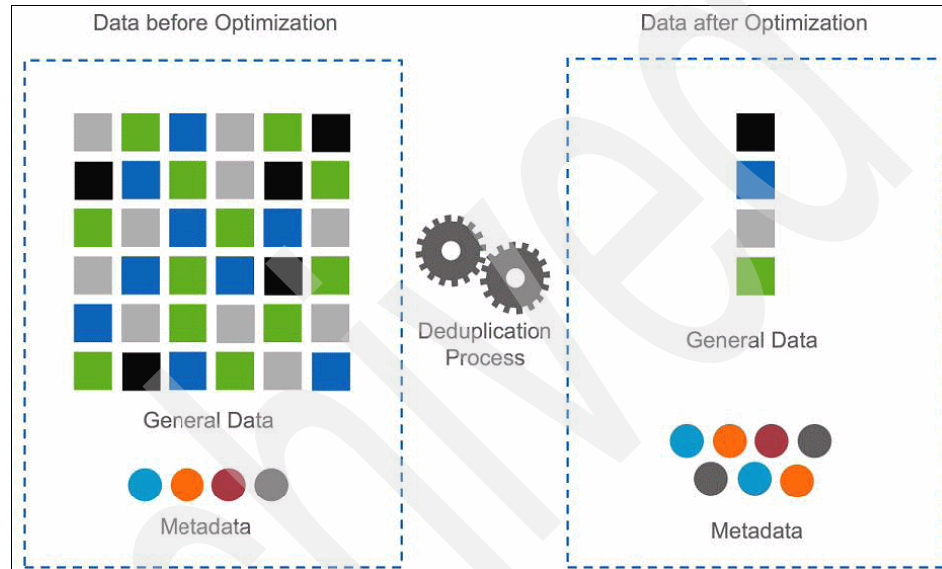 Data before Optimization
Data after Optimization
Deduplication
Process
General Data
General Data
Metadata
Metadata